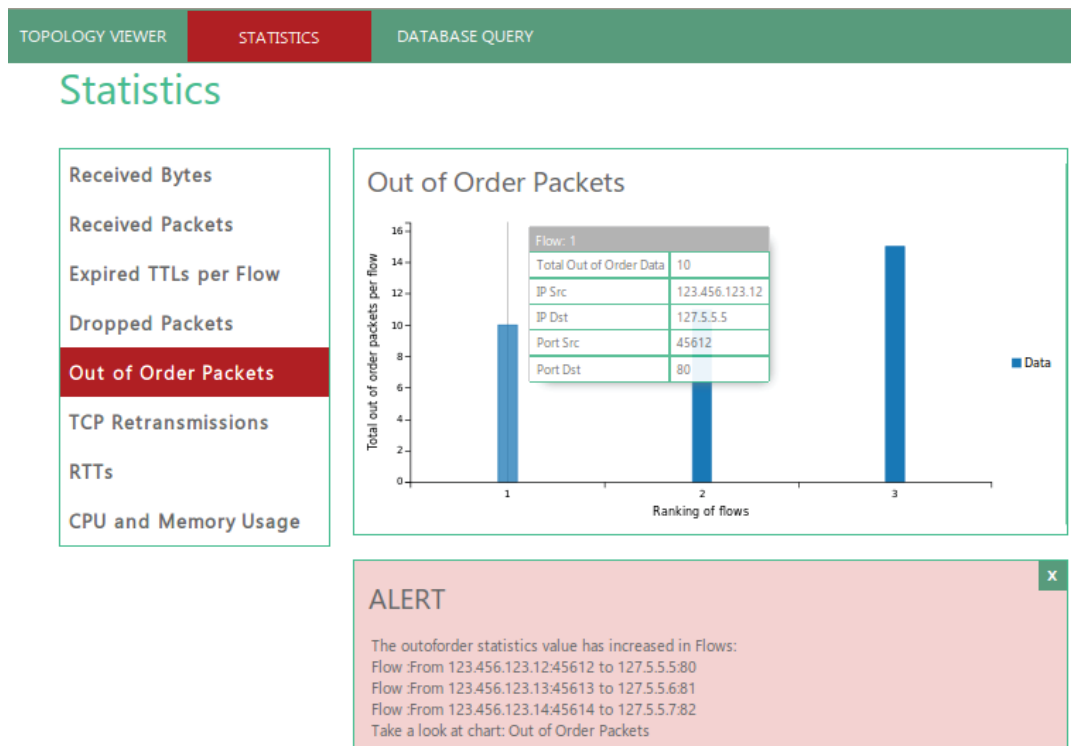 TOPOLOGY VIEWER STATISTICS DATABASE QUERY
Statistics
Received Bytes
Received Packets
Expired TTLs per Flow
Dropped Packets
Out of Order Packets
TCP Retransmissions
RTTs
CPU and Memory Usage
Out of Order Packets
Total out of order packets per flow
16
14
12
10
8
6
4
2
0
1 2 3
Ranking of flows
Flow: 1
Total Out of Order Data 10
IP Src 123.456.123.12
IP Dst 127.5.5.5
Port Src 45612
Port Dst 80
Data
x
ALERT
The outoforder statistics value has increased in Flows:
Flow :From 123.456.123.12:45612 to 127.5.5.5:80
Flow :From 123.456.123.13:45613 to 127.5.5.6:81
Flow :From 123.456.123.14:45614 to 127.5.5.7:82
Take a look at chart: Out of Order Packets